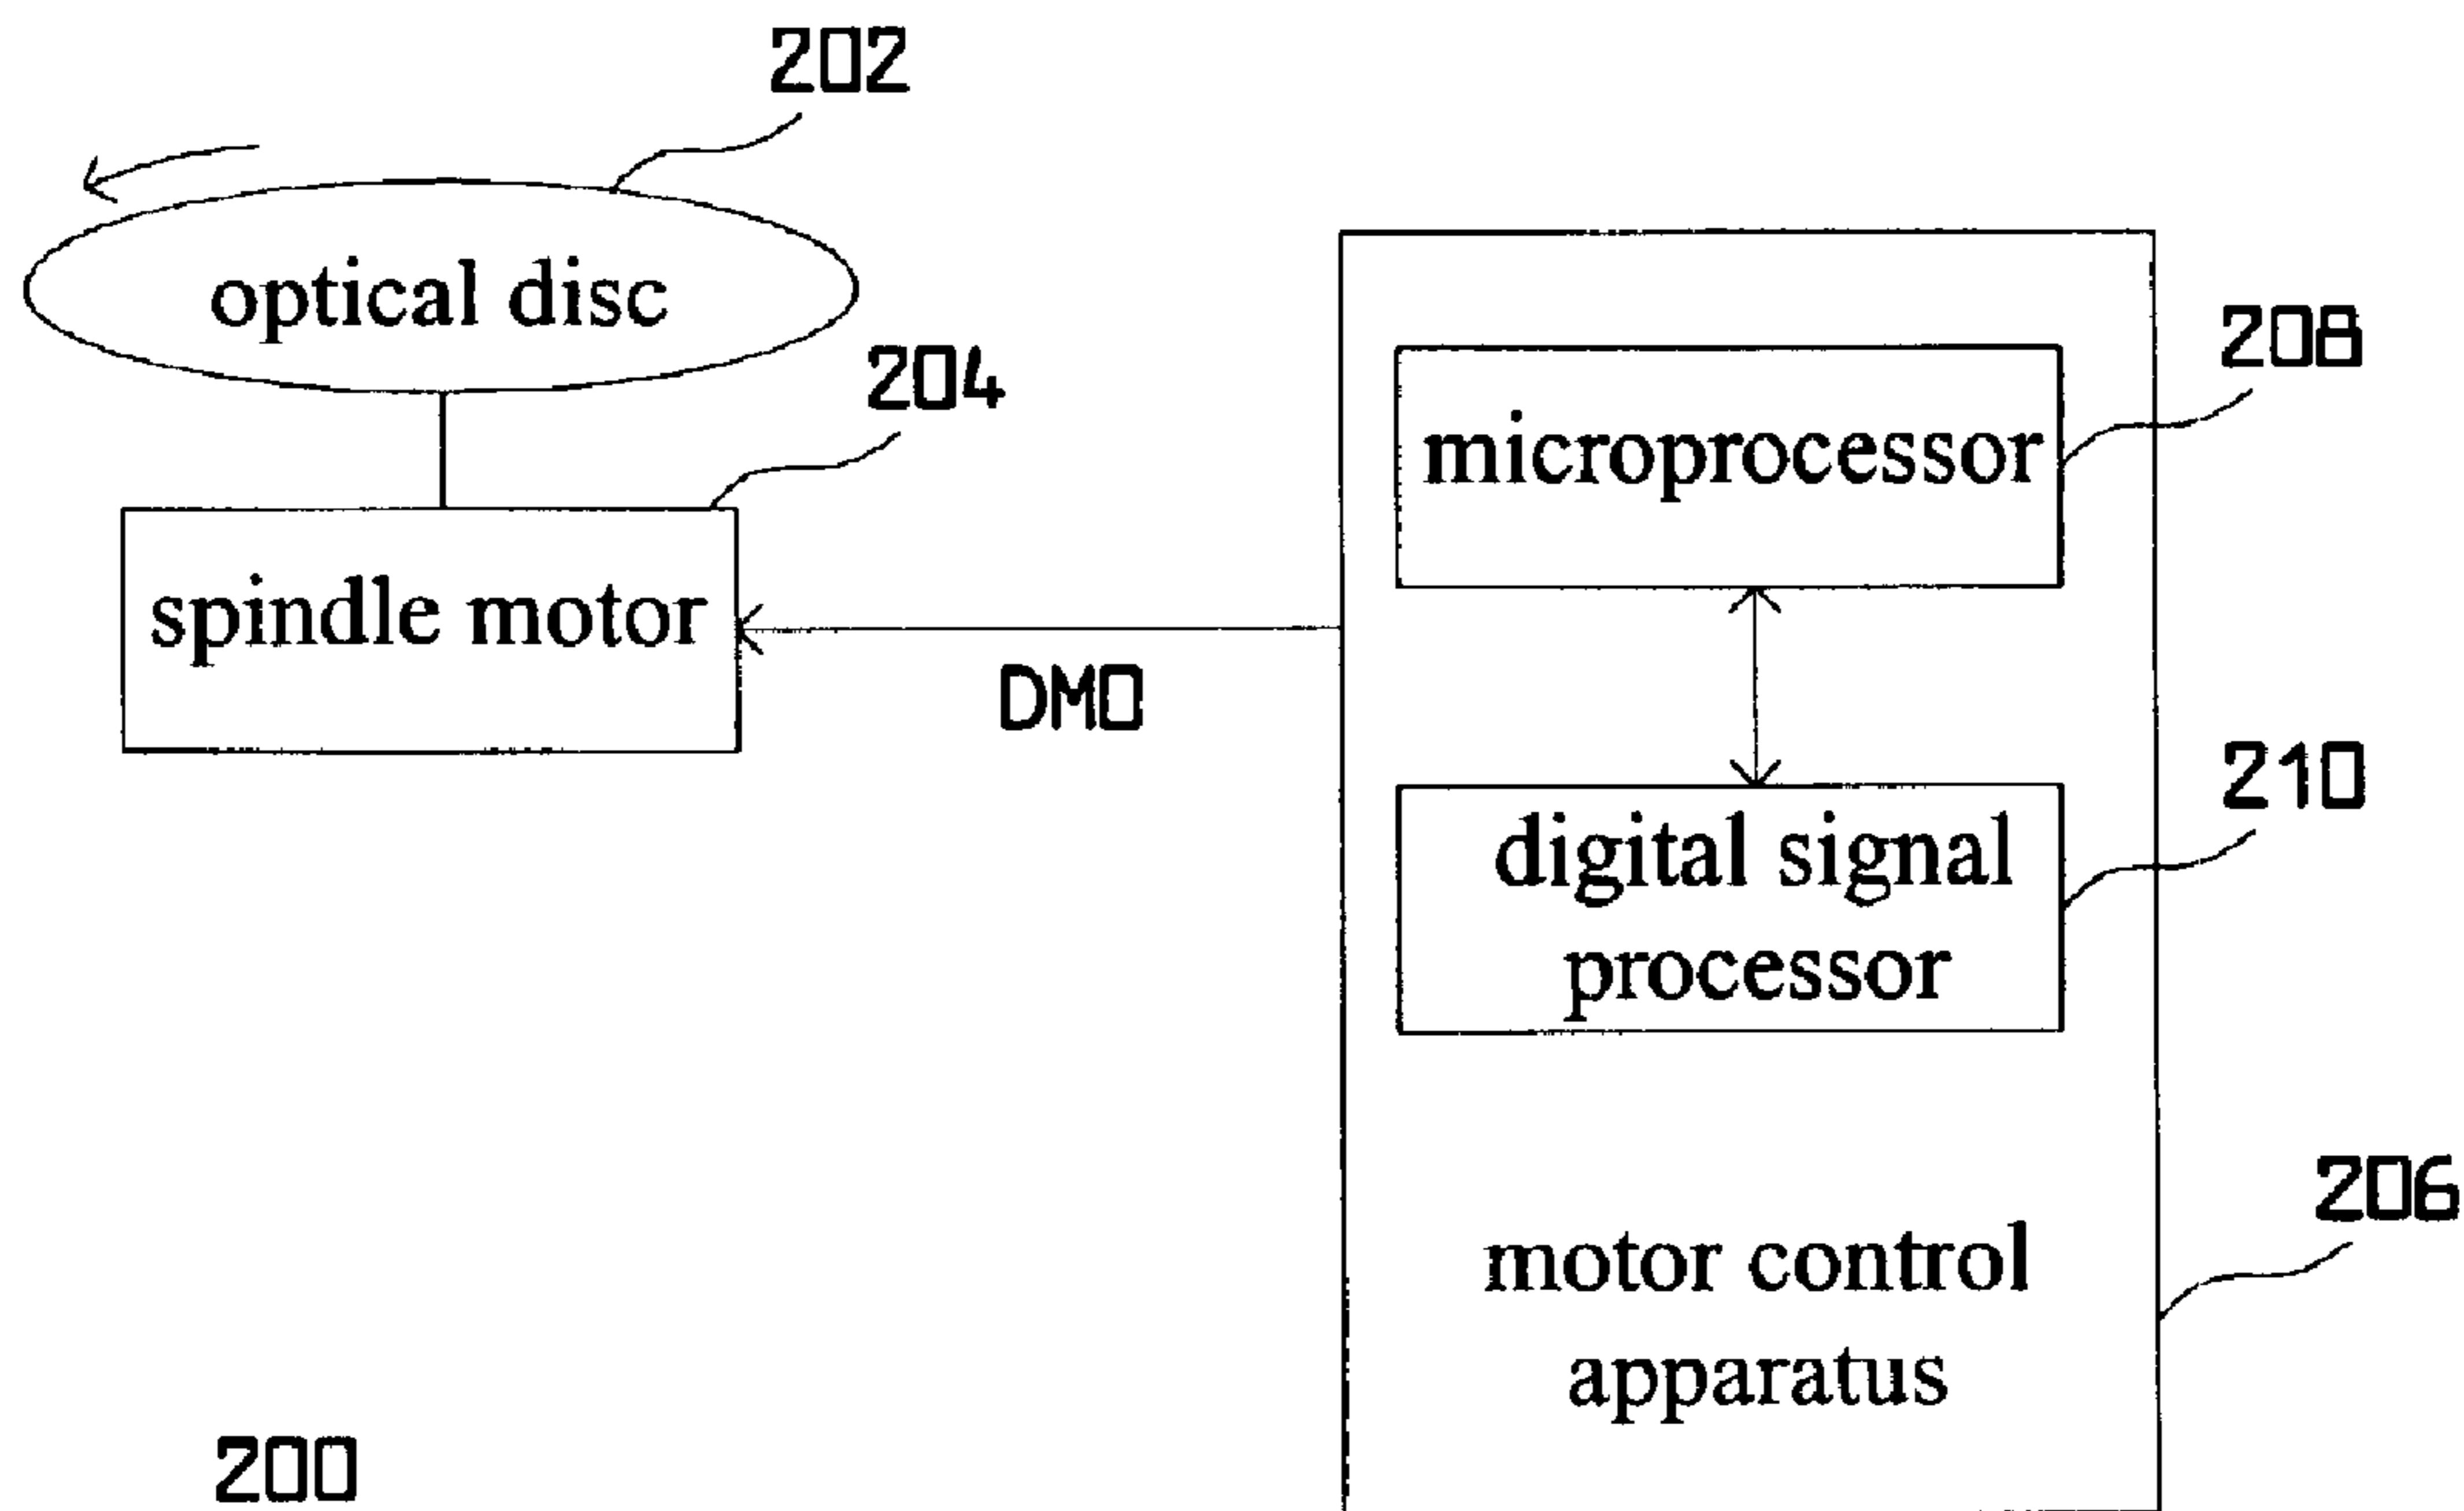 202
optical disc
204
spindle motor
DMO
208
microprocessor
210
digital signal
processor
206
motor control
apparatus
200